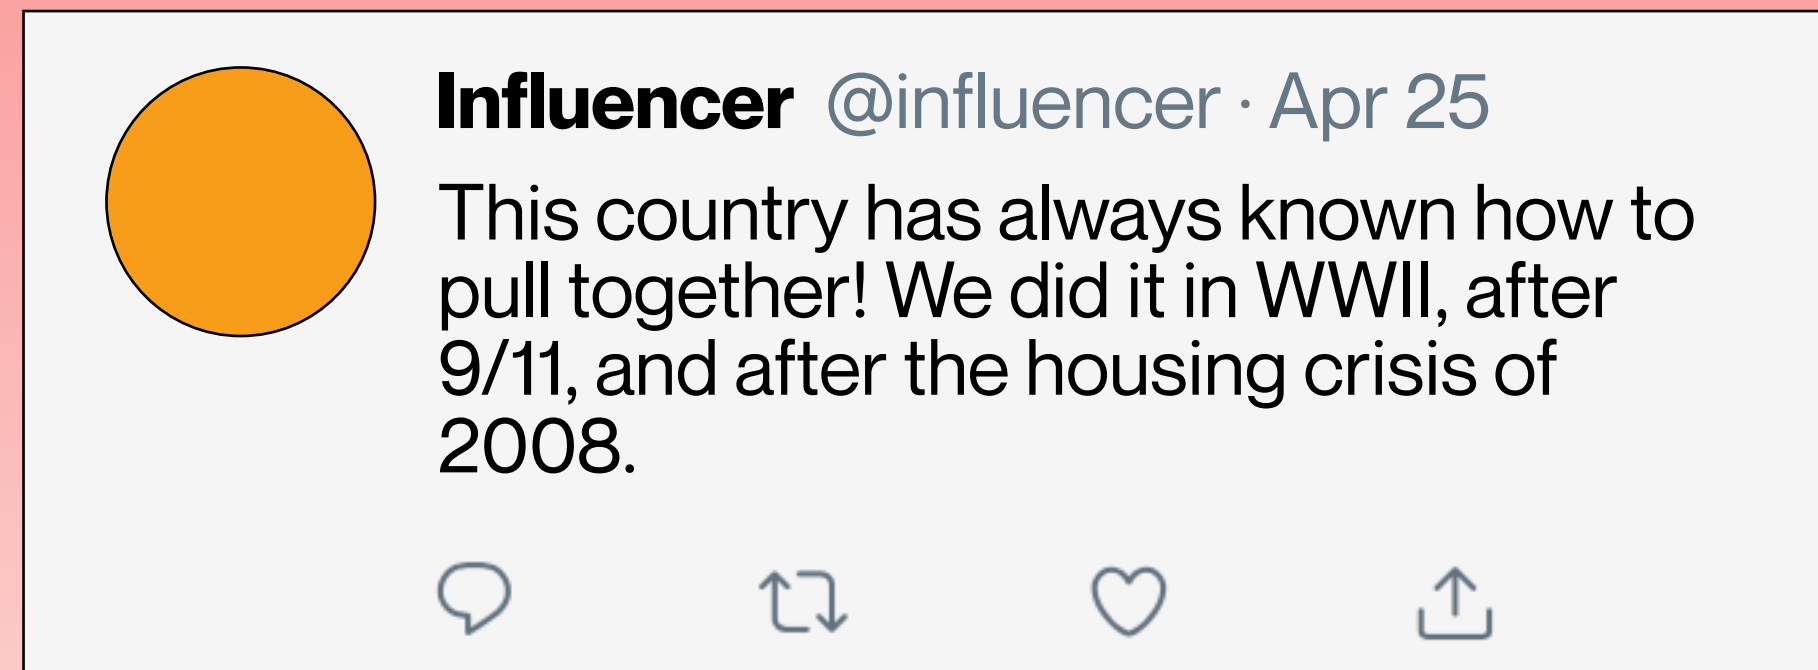 Influencer @influencer · Apr 25
This country has always known how to
pull together! We did it in WWII, after
9/11, and after the housing crisis of
2008.